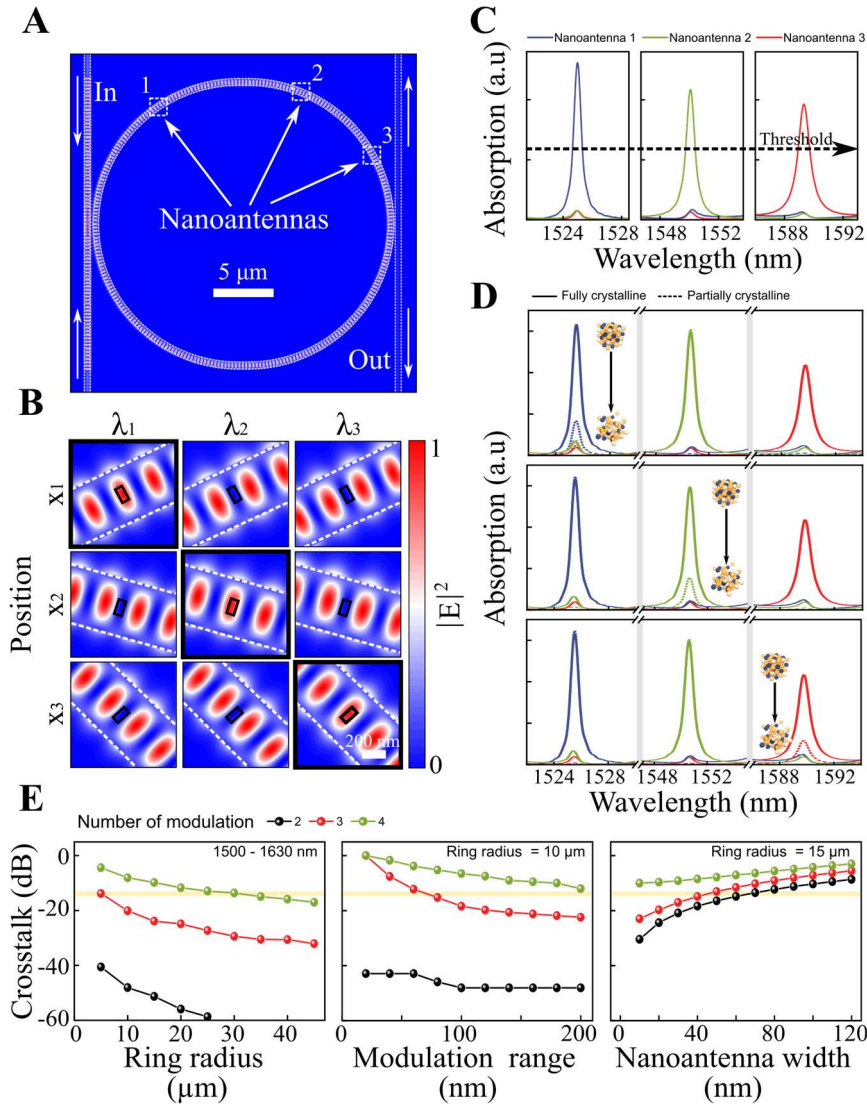 A
In
1
2
3
Nanoantennas
5 μm
Out
B
λ1
λ2
λ3
Position
X1
X2
X3
200 nm
1
0
|E|²
C
Nanoantenna 1 Nanoantenna 2 Nanoantenna 3
Absorption (a.u)
Threshold
1524 1528 1548 1552 1588 1592
Wavelength (nm)
D
Fully crystalline Partially crystalline
Absorption (a.u)
1524 1528 1548 1552 1588 1592
Wavelength (nm)
E
Number of modulation 2 3 4
Crosstalk (dB)
0
-20
-40
-60
1500 - 1630 nm
0 10 20 30 40
Ring radius
(μm)
Ring radius = 10 μm
0 100 200
Modulation range
(nm)
Ring radius = 15 μm
0 40 80 120
Nanoantenna width
(nm)